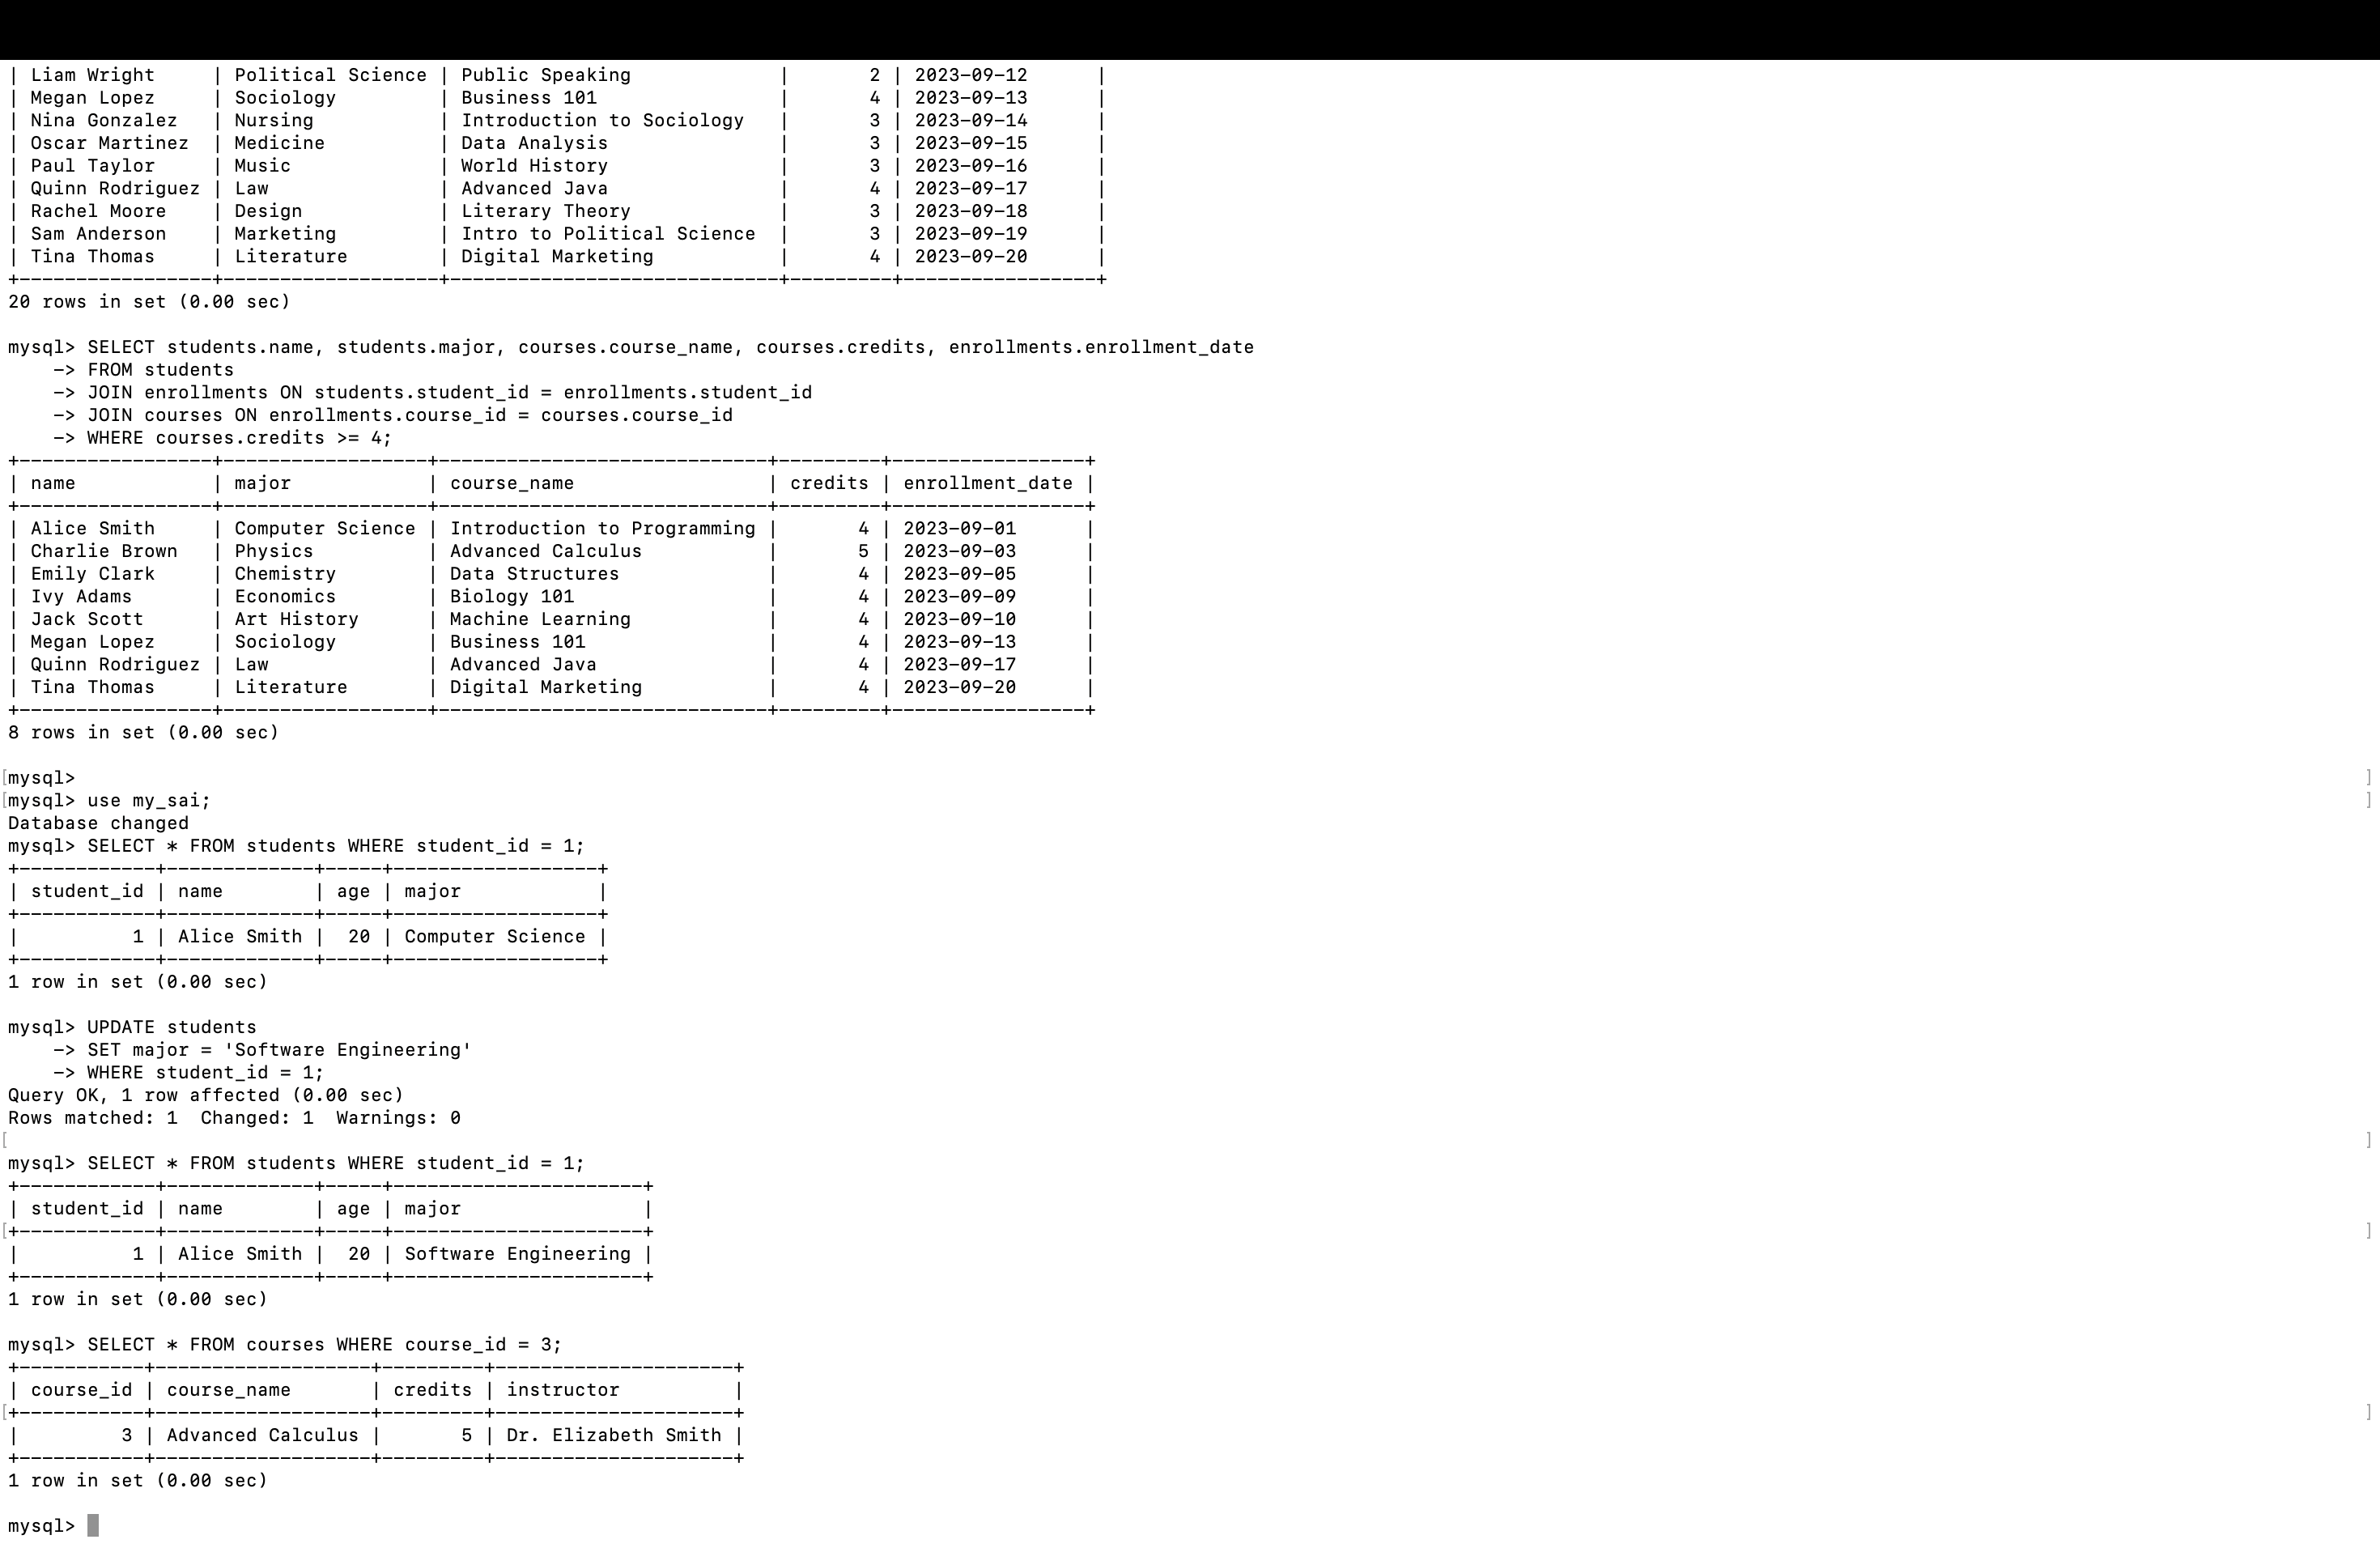 | Liam Wright     | Political Science | Public Speaking             |       2 | 2023-09-12      |
| Megan Lopez     | Sociology         | Business 101                |       4 | 2023-09-13      |
| Nina Gonzalez   | Nursing           | Introduction to Sociology   |       3 | 2023-09-14      |
| Oscar Martinez  | Medicine          | Data Analysis               |       3 | 2023-09-15      |
| Paul Taylor     | Music             | World History               |       3 | 2023-09-16      |
| Quinn Rodriguez | Law               | Advanced Java               |       4 | 2023-09-17      |
| Rachel Moore    | Design            | Literary Theory             |       3 | 2023-09-18      |
| Sam Anderson    | Marketing         | Intro to Political Science  |       3 | 2023-09-19      |
| Tina Thomas     | Literature        | Digital Marketing           |       4 | 2023-09-20      |
+-----------------+-------------------+-----------------------------+---------+-----------------+
20 rows in set (0.00 sec)

mysql> SELECT students.name, students.major, courses.course_name, courses.credits, enrollments.enrollment_date
    -> FROM students
    -> JOIN enrollments ON students.student_id = enrollments.student_id
    -> JOIN courses ON enrollments.course_id = courses.course_id
    -> WHERE courses.credits >= 4;
+-----------------+------------------+-----------------------------+---------+-----------------+
| name            | major            | course_name                 | credits | enrollment_date |
+-----------------+------------------+-----------------------------+---------+-----------------+
| Alice Smith     | Computer Science | Introduction to Programming |       4 | 2023-09-01      |
| Charlie Brown   | Physics          | Advanced Calculus           |       5 | 2023-09-03      |
| Emily Clark     | Chemistry        | Data Structures             |       4 | 2023-09-05      |
| Ivy Adams       | Economics        | Biology 101                 |       4 | 2023-09-09      |
| Jack Scott      | Art History      | Machine Learning            |       4 | 2023-09-10      |
| Megan Lopez     | Sociology        | Business 101                |       4 | 2023-09-13      |
| Quinn Rodriguez | Law              | Advanced Java               |       4 | 2023-09-17      |
| Tina Thomas     | Literature       | Digital Marketing           |       4 | 2023-09-20      |
+-----------------+------------------+-----------------------------+---------+-----------------+
8 rows in set (0.00 sec)

[mysql> ]
[mysql> use my_sai; ]
Database changed
mysql> SELECT * FROM students WHERE student_id = 1;
+------------+-------------+-----+------------------+
| student_id | name        | age | major            |
+------------+-------------+-----+------------------+
|          1 | Alice Smith |  20 | Computer Science |
+------------+-------------+-----+------------------+
1 row in set (0.00 sec)

mysql> UPDATE students
    -> SET major = 'Software Engineering'
    -> WHERE student_id = 1;
Query OK, 1 row affected (0.00 sec)
Rows matched: 1  Changed: 1  Warnings: 0
[ ]
mysql> SELECT * FROM students WHERE student_id = 1;
+------------+-------------+-----+----------------------+
| student_id | name        | age | major                |
[+------------+-------------+-----+----------------------+ ]
|          1 | Alice Smith |  20 | Software Engineering |
+------------+-------------+-----+----------------------+
1 row in set (0.00 sec)

mysql> SELECT * FROM courses WHERE course_id = 3;
+-----------+-------------------+---------+---------------------+
| course_id | course_name       | credits | instructor          |
[+-----------+-------------------+---------+---------------------+ ]
|         3 | Advanced Calculus |       5 | Dr. Elizabeth Smith |
+-----------+-------------------+---------+---------------------+
1 row in set (0.00 sec)

mysql>